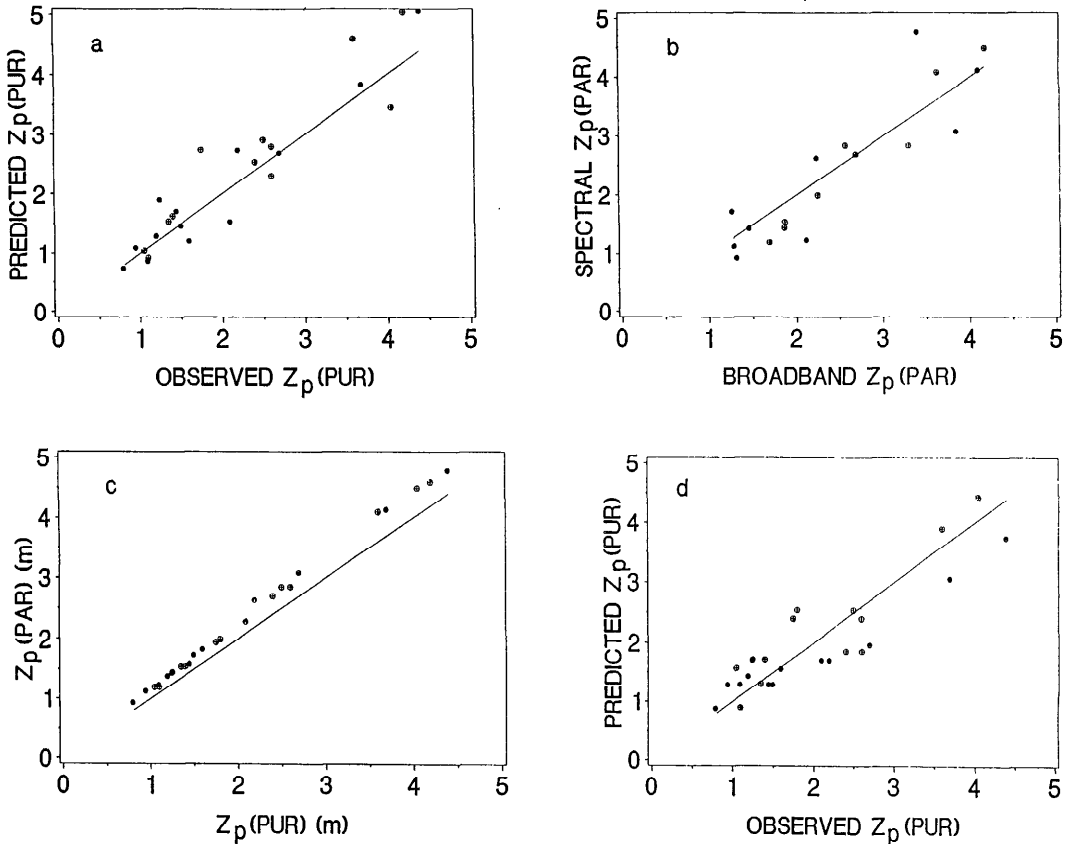 a
PREDICTED Zp(PUR)
5
4
3
2
1
0
0 1 2 3 4 5
OBSERVED Zp(PUR)
b
SPECTRAL Zp(PAR)
5
4
3
2
1
0
0 1 2 3 4 5
BROADBAND Zp(PAR)
c
Zp(PAR) (m)
5
4
3
2
1
0
0 1 2 3 4 5
Zp(PUR) (m)
d
PREDICTED Zp(PUR)
5
4
3
2
1
0
0 1 2 3 4 5
OBSERVED Zp(PUR)